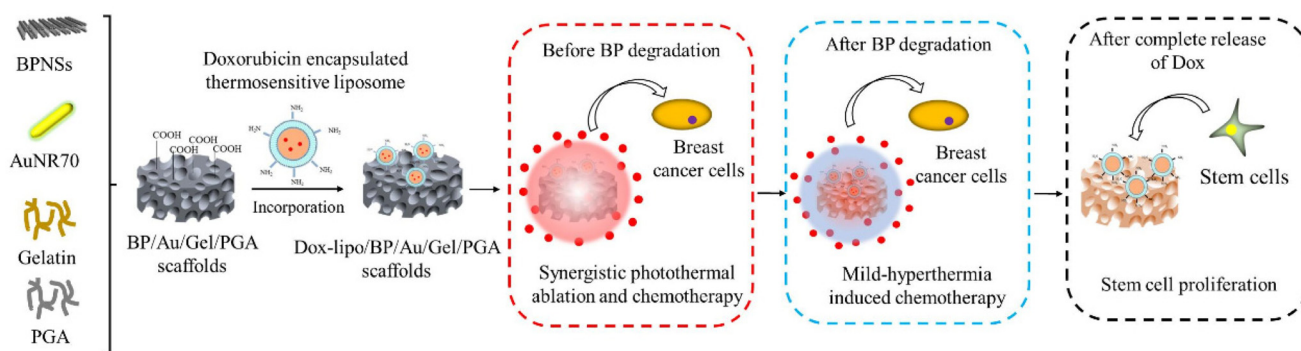 BPNSs
AuNR70
Gelatin
PGA
Doxorubicin encapsulated
thermosensitive liposome
COOH
COOH
COOH
COOH
COOH
NH2
H2N
NH2
NH2
NH2
NH2
Incorporation
BP/Au/Gel/PGA
scaffolds
Dox-lipo/BP/Au/Gel/PGA
scaffolds
Before BP degradation
Breast
cancer cells
Synergistic photothermal
ablation and chemotherapy
After BP degradation
Breast
cancer cells
Mild-hyperthermia
induced chemotherapy
After complete release
of Dox
Stem cells
Stem cell proliferation